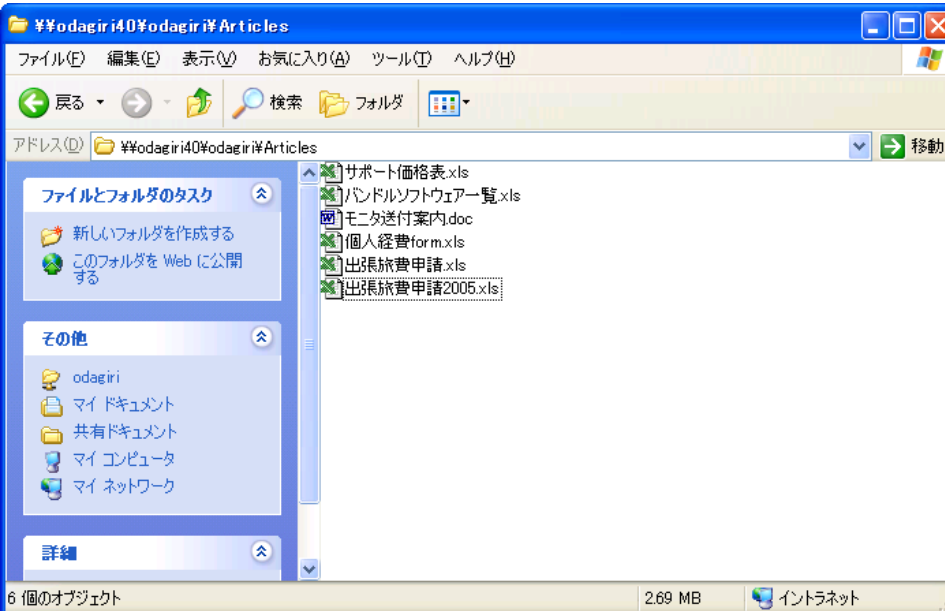 ¥¥odagiri40¥odagiri¥Articles
ファイル(F) 編集(E) 表示(V) お気に入り(A) ツール(T) ヘルプ(H)
戻る 検索 フォルダ
アドレス(D) ¥¥odagiri40¥odagiri¥Articles 移動
ファイルとフォルダのタスク
新しいフォルダを作成する
このフォルダを Web に公開
する
その他
odagiri
マイ ドキュメント
共有ドキュメント
マイ コンピュータ
マイ ネットワーク
詳細
サポート価格表.xls
バンドルソフトウェア一覧.xls
モニタ送付案内.doc
個人経費form.xls
出張旅費申請.xls
出張旅費申請2005.xls
6 個のオブジェクト 2.69 MB イントラネット